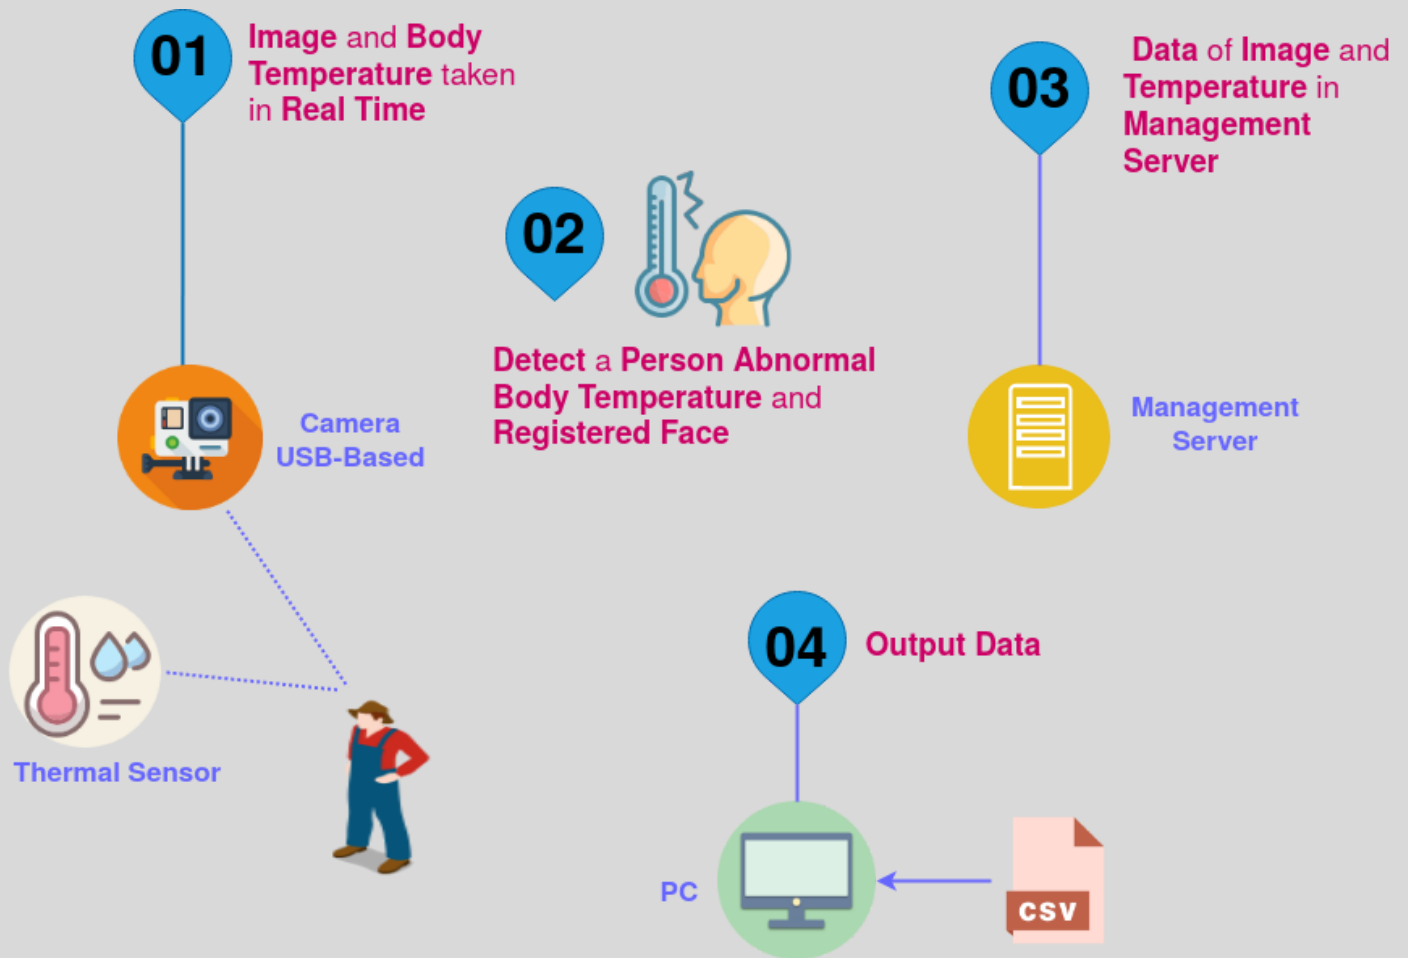 01
Image and Body
Temperature taken
in Real Time
02
Detect a Person Abnormal
Body Temperature and
Registered Face
03
Data of Image and
Temperature in
Management
Server
Camera
USB-Based
Management
Server
Thermal Sensor
04
Output Data
PC
CSV